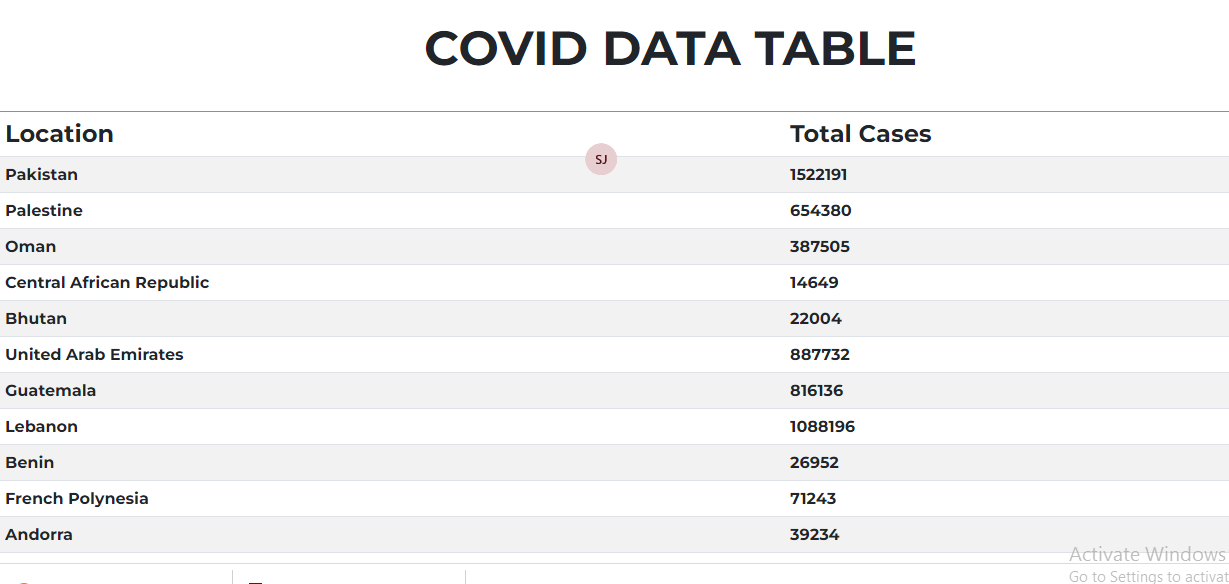 COVID DATA TABLE
Location Total Cases
SJ
Pakistan 1522191
Palestine 654380
Oman 387505
Central African Republic 14649
Bhutan 22004
United Arab Emirates 887732
Guatemala 816136
Lebanon 1088196
Benin 26952
French Polynesia 71243
Andorra 39234
Activate Windows
Go to Settings to activat